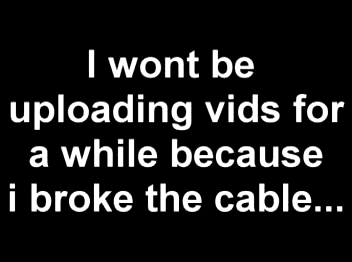 I wont be
uploading vids for
a while because
i broke the cable...